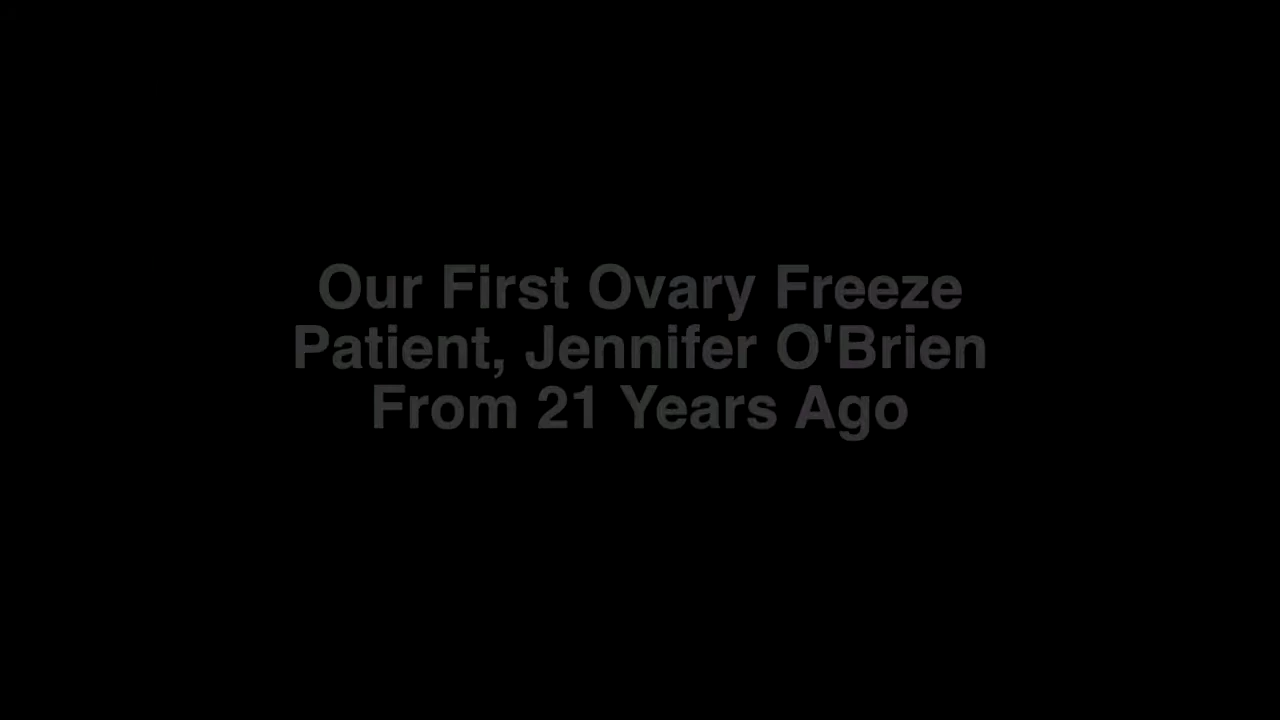 Our First Ovary Freeze
Patient, Jennifer O'Brien
From 21 Years Ago